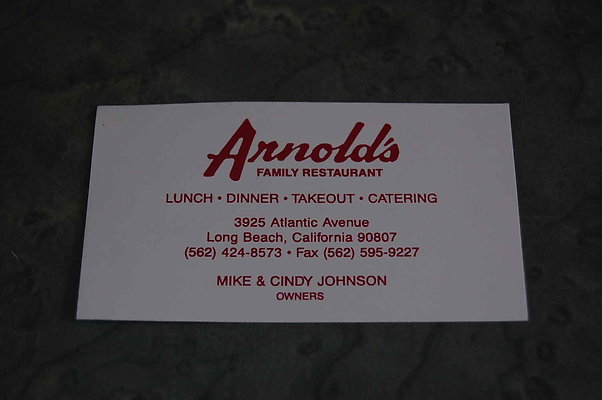 Arnold's
FAMILY RESTAURANT
LUNCH • DINNER • TAKEOUT • CATERING
3925 Atlantic Avenue
Long Beach, California 90807
(562) 424-8573 • Fax (562) 595-9227
MIKE & CINDY JOHNSON
OWNERS